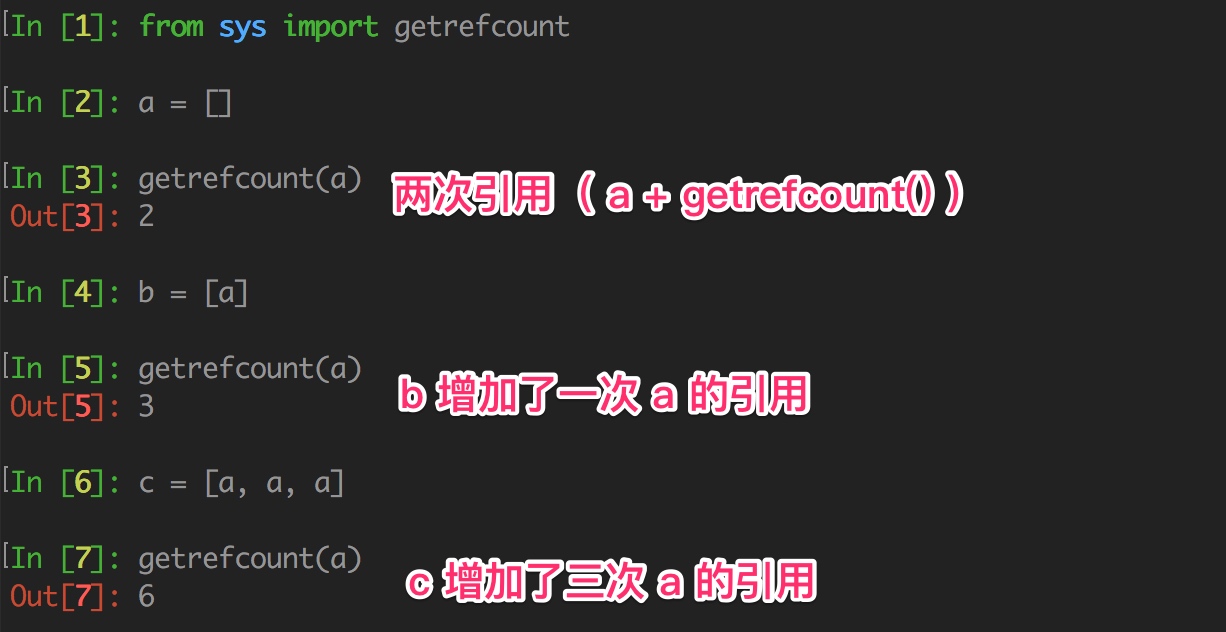 In [1]: from sys import getrefcount
In [2]: a = []
In [3]: getrefcount(a)
两次引用（ a + getrefcount() ）
Out[3]: 2
In [4]: b = [a]
In [5]: getrefcount(a)
b 增加了一次 a 的引用
Out[5]: 3
In [6]: c = [a, a, a]
In [7]: getrefcount(a)
c 增加了三次 a 的引用
Out[7]: 6